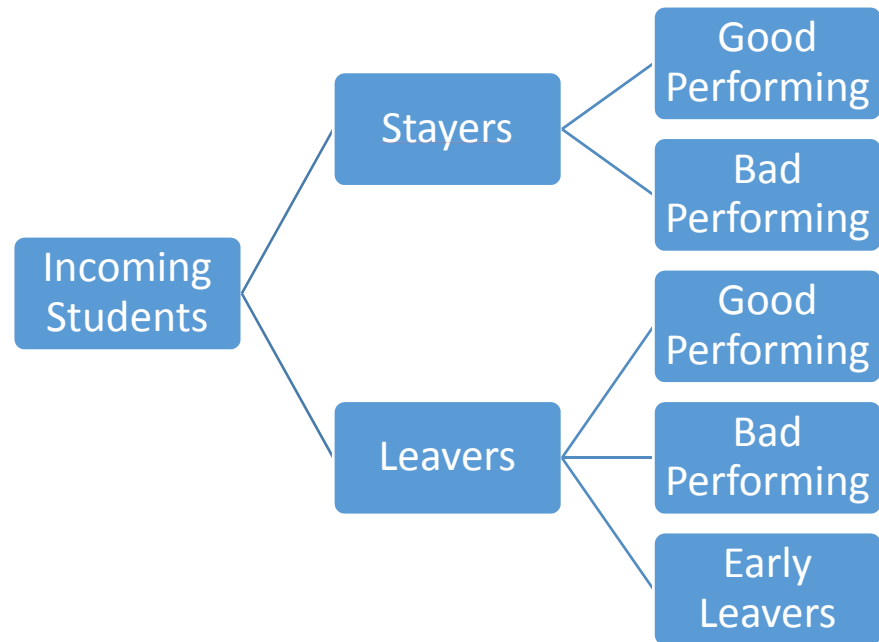 Incoming
Students
Stayers
Good
Performing
Bad
Performing
Leavers
Good
Performing
Bad
Performing
Early
Leavers